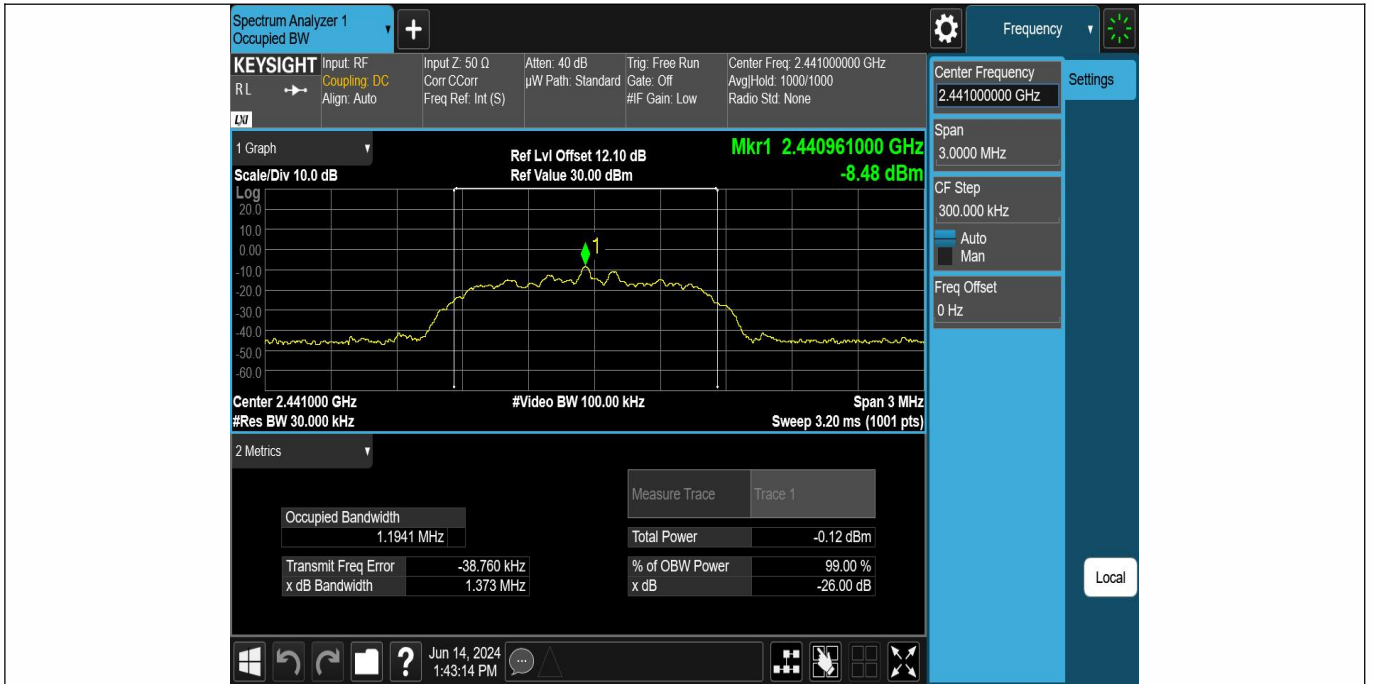 Spectrum Analyzer 1
Occupied BW
+
Frequency
KEYSIGHT
RL
LXI
Input: RF
Coupling: DC
Align: Auto
Input Z: 50 Ω
Corr CCorr
Freq Ref: Int (S)
Atten: 40 dB
µW Path: Standard
Trig: Free Run
Gate: Off
#IF Gain: Low
Center Freq: 2.441000000 GHz
Avg|Hold: 1000/1000
Radio Std: None
Center Frequency
2.441000000 GHz
Settings
Span
3.0000 MHz
CF Step
300.000 kHz
Auto
Man
Freq Offset
0 Hz
Local
1 Graph
Scale/Div 10.0 dB
Ref Lvl Offset 12.10 dB
Ref Value 30.00 dBm
Mkr1 2.440961000 GHz
-8.48 dBm
Log
20.0
10.0
0.00
-10.0
-20.0
-30.0
-40.0
-50.0
-60.0
1
Center 2.441000 GHz
#Video BW 100.00 kHz
Span 3 MHz
#Res BW 30.000 kHz
Sweep 3.20 ms (1001 pts)
2 Metrics
Measure Trace Trace 1
Occupied Bandwidth
1.1941 MHz
Total Power -0.12 dBm
Transmit Freq Error -38.760 kHz
% of OBW Power 99.00 %
x dB Bandwidth 1.373 MHz
x dB -26.00 dB
?
Jun 14, 2024
1:43:14 PM